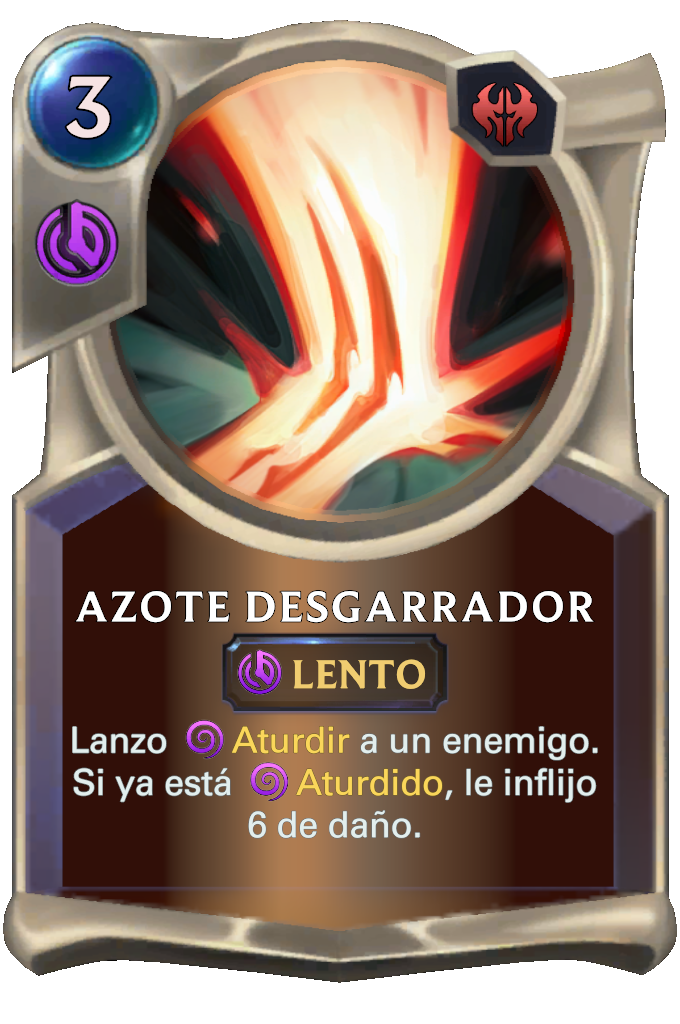 3
AZOTE DESGARRADOR
LENTO
Lanzo Aturdir a un enemigo.
Si ya está Aturdido, le inflijo
6 de daño.